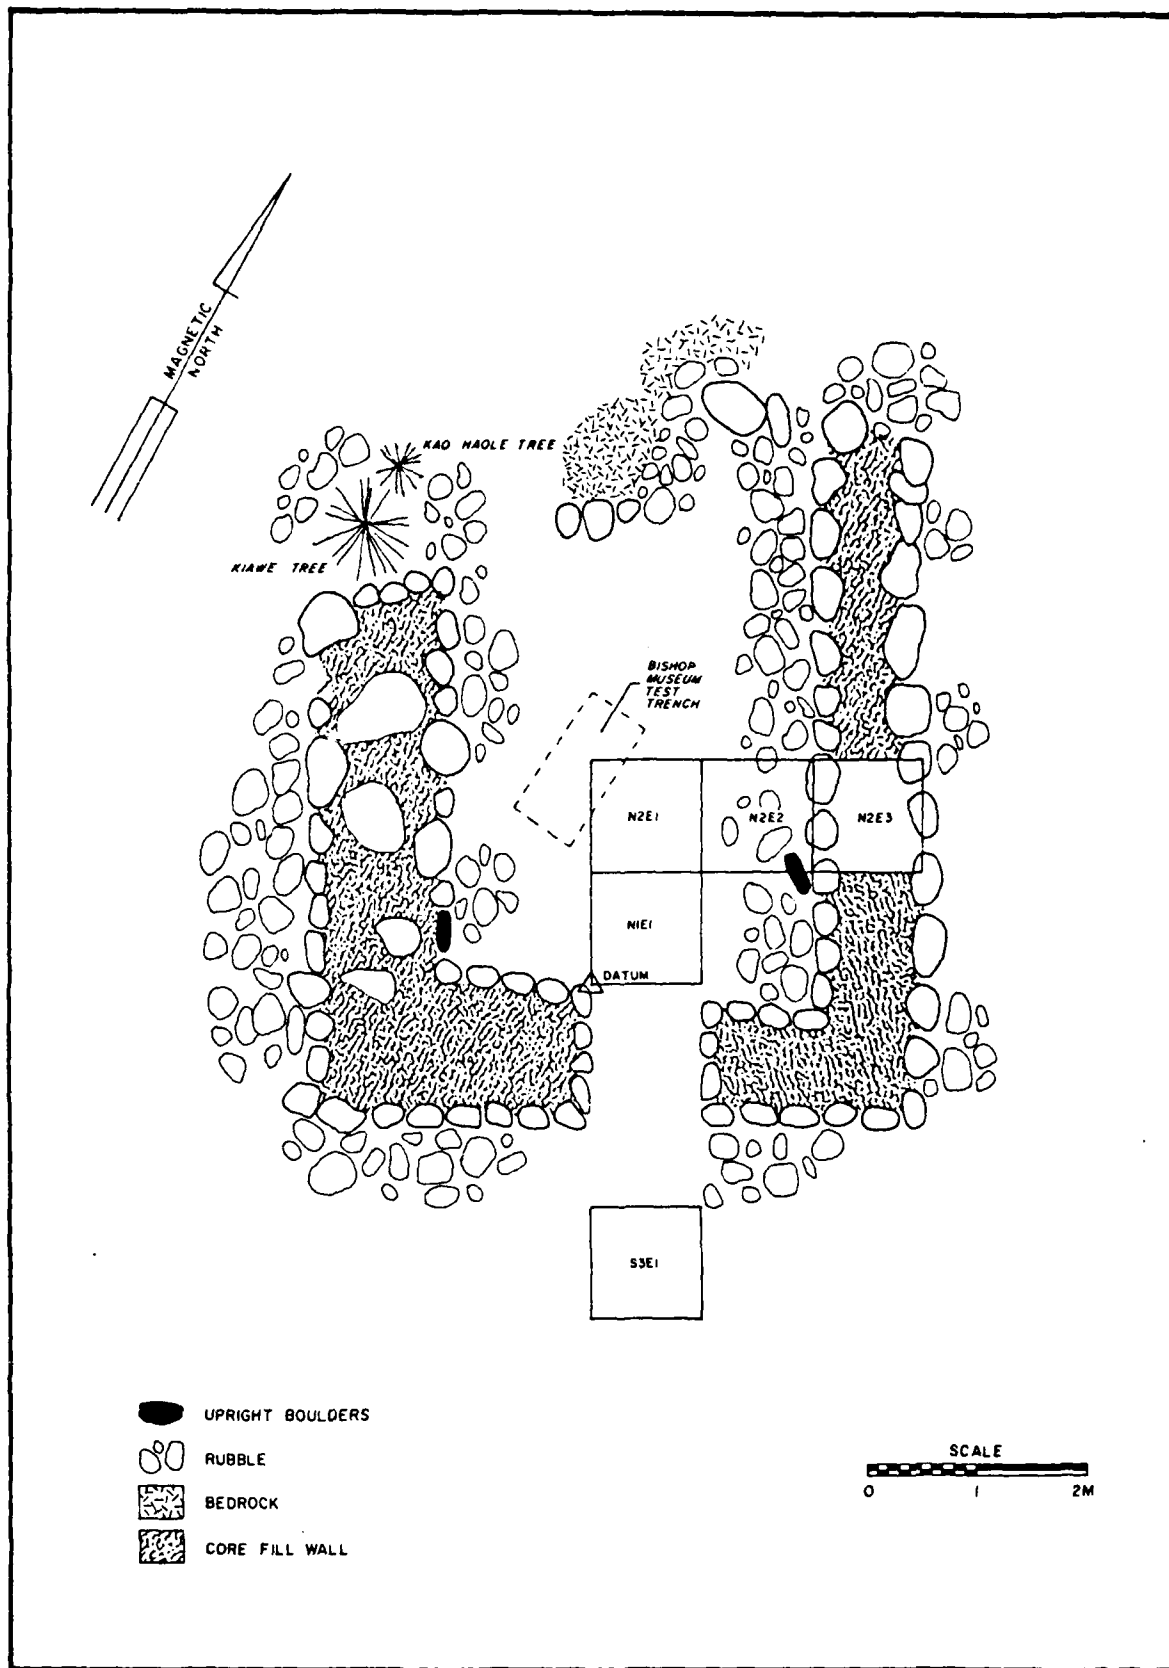 MAGNETIC
NORTH
KAO HAOLE TREE
KIAWE TREE
BISHOP
MUSEUM
TEST
TRENCH
N2E1
N2E2
N2E3
N1E1
DATUM
S3E1
UPRIGHT BOULDERS
RUBBLE
BEDROCK
CORE FILL WALL
SCALE
0 1 2M